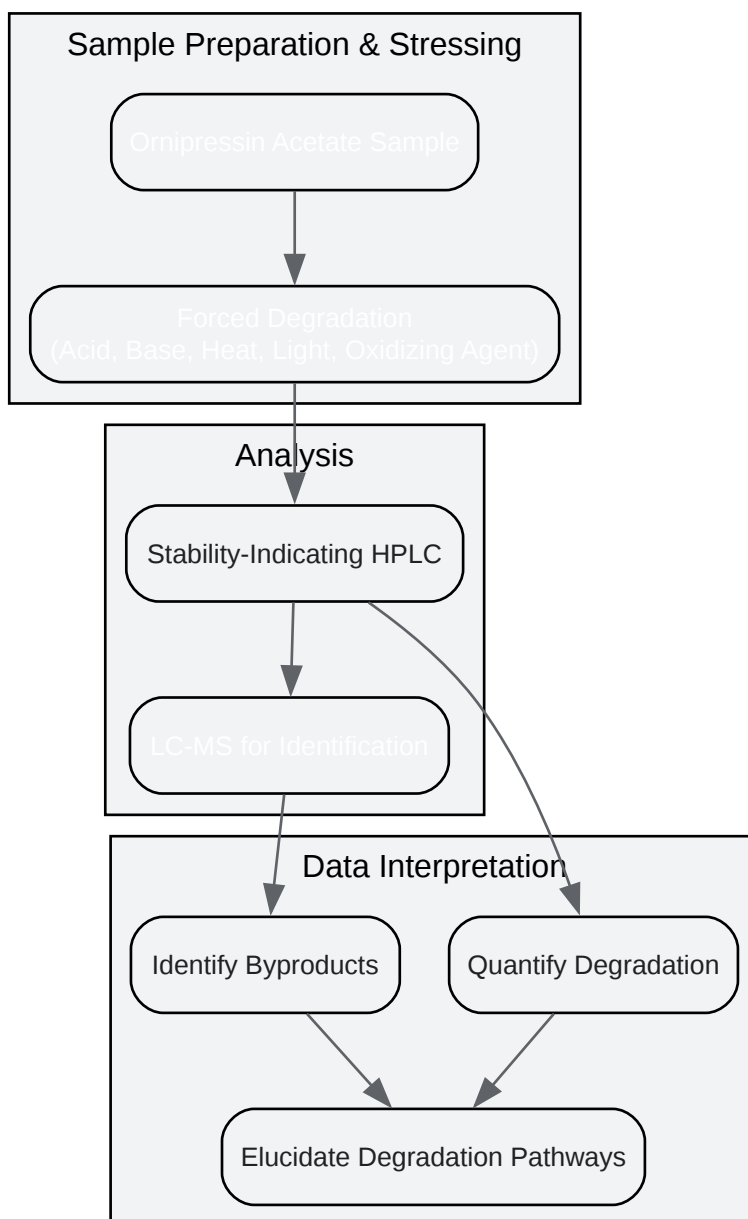 Sample Preparation & Stressing
Ornipressin Acetate Sample
Forced Degradation
(Acid, Base, Heat, Light, Oxidizing Agent)
Analysis
Stability-Indicating HPLC
LC-MS for Identification
Data Interpretation
Identify Byproducts
Quantify Degradation
Elucidate Degradation Pathways